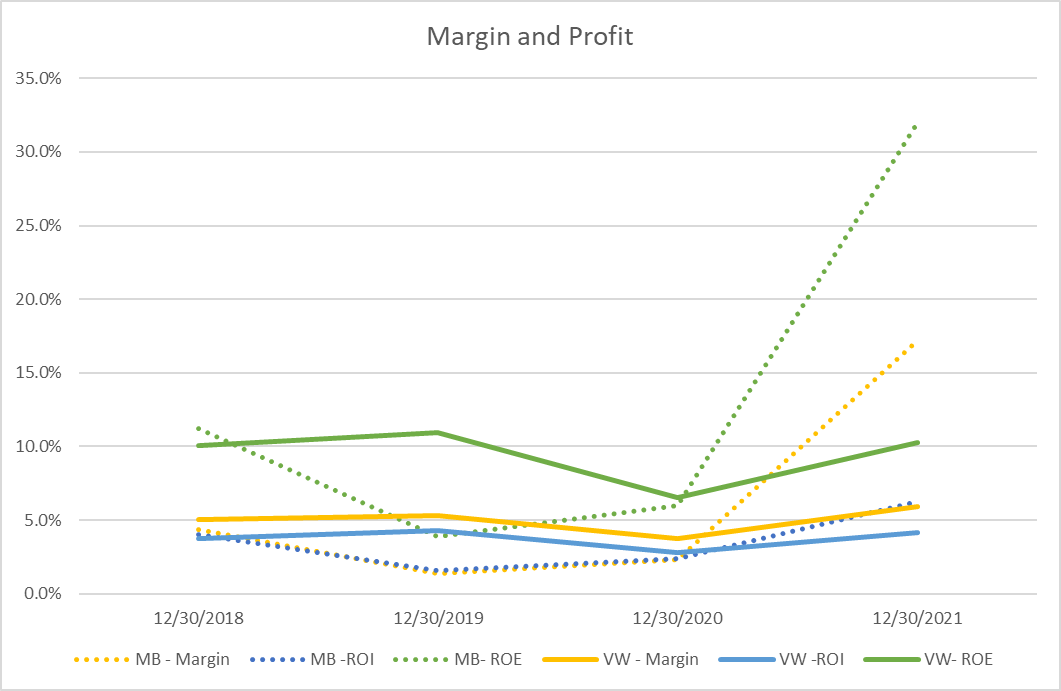 Margin and Profit
35.0%
30.0%
25.0%
20.0%
15.0%
10.0%
5.0%
0.0%
12/30/2018 12/30/2019 12/30/2020 12/30/2021
MB - Margin MB -ROI MB- ROE VW - Margin VW -ROI VW- ROE